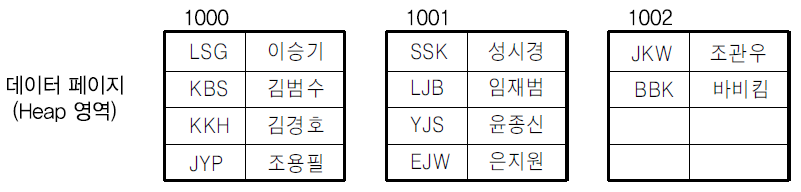 1000 1001 1002
LSG 이승기 SSK 성시경 JKW 조관우
데이터 페이지
(Heap 영역)
KBS 김범수 LJB 임재범 BBK 바비킴
KKH 김경호 YJS 윤종신
JYP 조용필 EJW 은지원